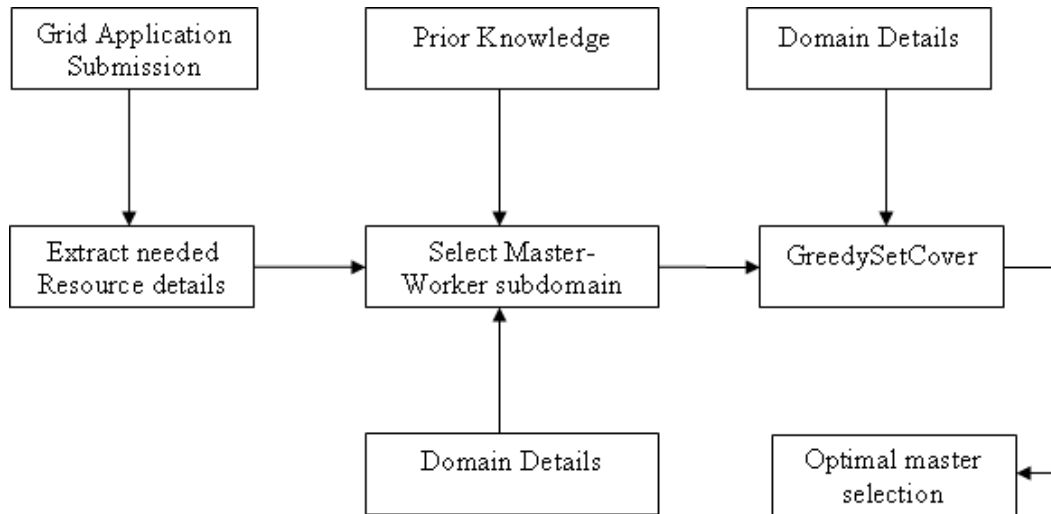 Grid Application
Submission
Prior Knowledge
Domain Details
Extract needed
Resource details
Select Master-
Worker subdomain
GreedySetCover
Domain Details
Optimal master
selection